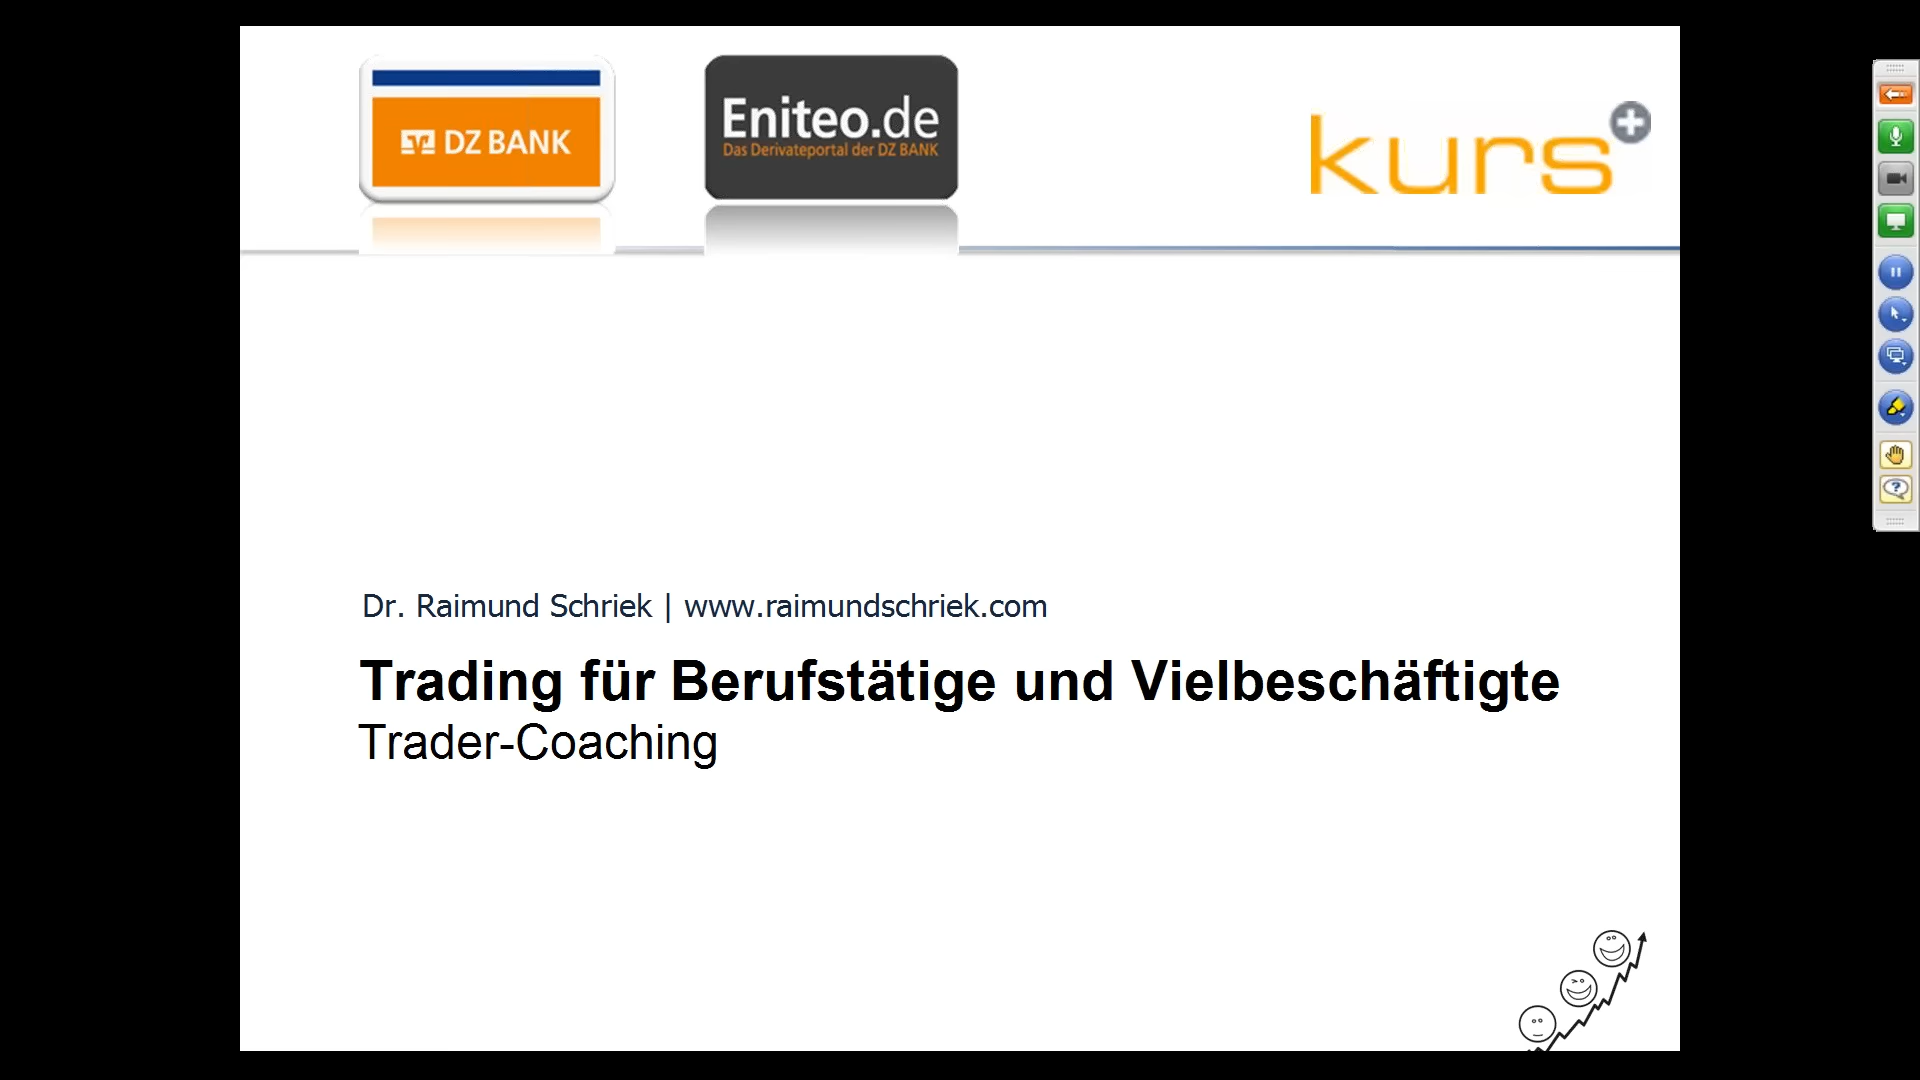 DZ BANK
Eniteo.de
Das Derivateportal der DZ BANK
kurs
Dr. Raimund Schriek | www.raimundschriek.com
Trading für Berufstätige und Vielbeschäftigte
Trader-Coaching